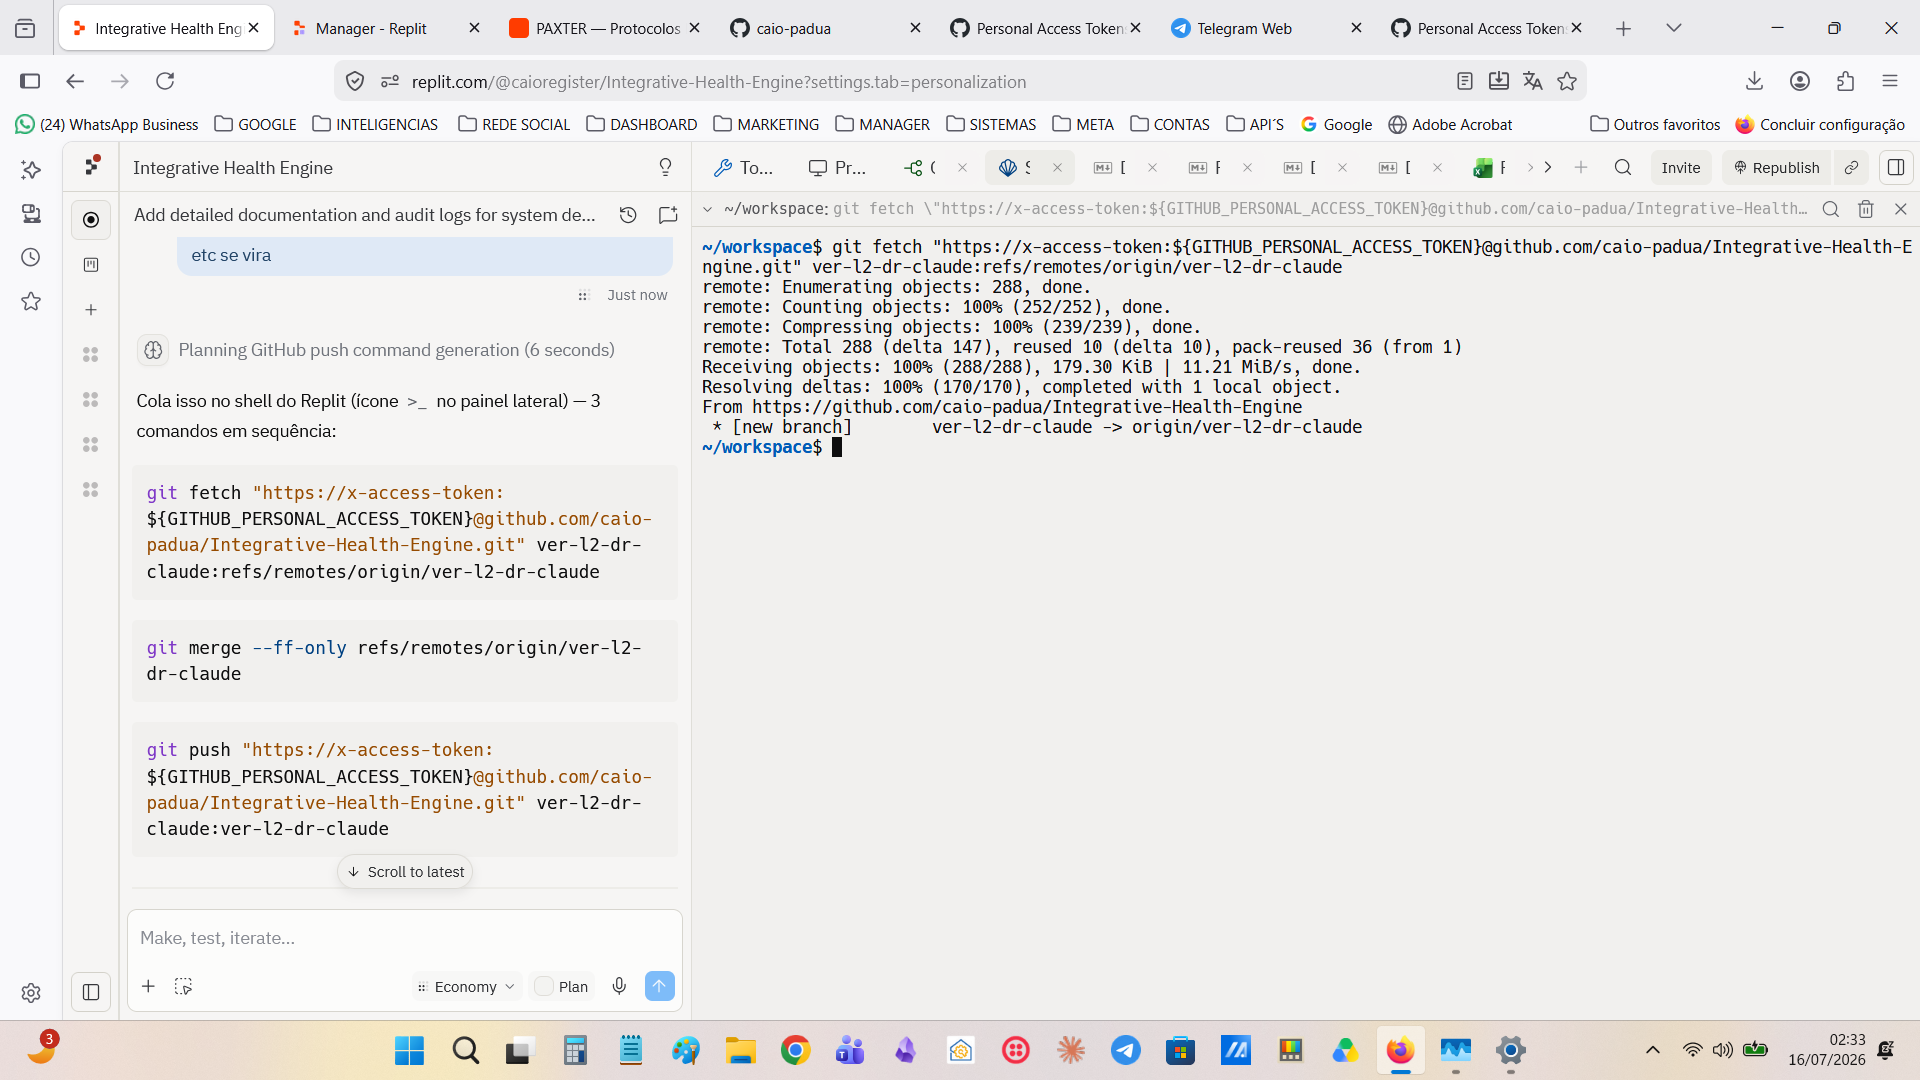 Integrative Health Eng
Manager - Replit
PAXTER — Protocolos
caio-padua
Personal Access Token
Telegram Web
Personal Access Token
replit.com/@caioregister/Integrative-Health-Engine?settings.tab=personalization
(24) WhatsApp Business
GOOGLE
INTELIGENCIAS
REDE SOCIAL
DASHBOARD
MARKETING
MANAGER
SISTEMAS
META
CONTAS
API´S
Google
Adobe Acrobat
Outros favoritos
Concluir configuração
Integrative Health Engine
To...
Pr...
Invite
Republish
Add detailed documentation and audit logs for system de...
~/workspace: git fetch \"https://x-access-token:${GITHUB_PERSONAL_ACCESS_TOKEN}@github.com/caio-padua/Integrative-Health...
etc se vira
Just now
Planning GitHub push command generation (6 seconds)
Cola isso no shell do Replit (ícone >_ no painel lateral) — 3
comandos em sequência:
git fetch "https://x-access-token:
${GITHUB_PERSONAL_ACCESS_TOKEN}@github.com/caio-
padua/Integrative-Health-Engine.git" ver-l2-dr-
claude:refs/remotes/origin/ver-l2-dr-claude
git merge --ff-only refs/remotes/origin/ver-l2-
dr-claude
git push "https://x-access-token:
${GITHUB_PERSONAL_ACCESS_TOKEN}@github.com/caio-
padua/Integrative-Health-Engine.git" ver-l2-dr-
claude:ver-l2-dr-claude
Scroll to latest
Make, test, iterate...
Economy
Plan
~/workspace$ git fetch "https://x-access-token:${GITHUB_PERSONAL_ACCESS_TOKEN}@github.com/caio-padua/Integrative-Health-E
ngine.git" ver-l2-dr-claude:refs/remotes/origin/ver-l2-dr-claude
remote: Enumerating objects: 288, done.
remote: Counting objects: 100% (252/252), done.
remote: Compressing objects: 100% (239/239), done.
remote: Total 288 (delta 147), reused 10 (delta 10), pack-reused 36 (from 1)
Receiving objects: 100% (288/288), 179.30 KiB | 11.21 MiB/s, done.
Resolving deltas: 100% (170/170), completed with 1 local object.
From https://github.com/caio-padua/Integrative-Health-Engine
 * [new branch]        ver-l2-dr-claude -> origin/ver-l2-dr-claude
~/workspace$
3
02:33
16/07/2026